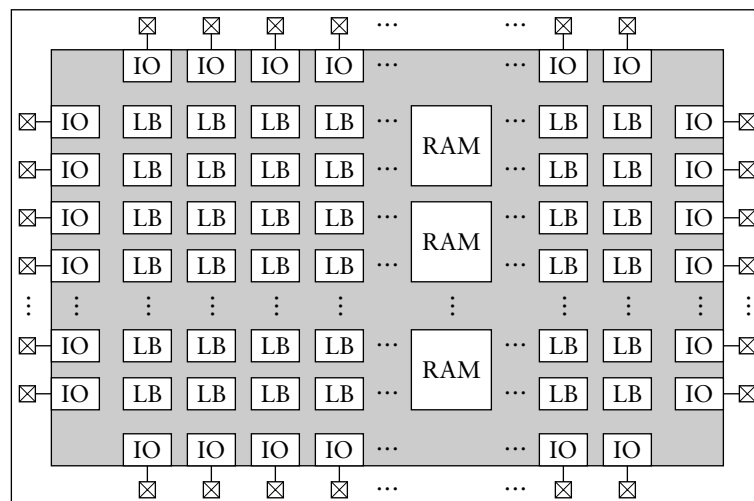 ... ...
IO IO IO IO ... ... IO IO
IO LB LB LB LB ... RAM ... LB LB IO
IO LB LB LB LB ... ... LB LB IO
IO LB LB LB LB ... RAM ... LB LB IO
IO LB LB LB LB ... ... LB LB IO
⋮ ⋮ ⋮ ⋮ ⋮ ⋮ ⋮ ⋮ ⋮ ⋮ ⋮
IO LB LB LB LB ... RAM ... LB LB IO
IO LB LB LB LB ... ... LB LB IO
IO IO IO IO ... ... IO IO
... ...